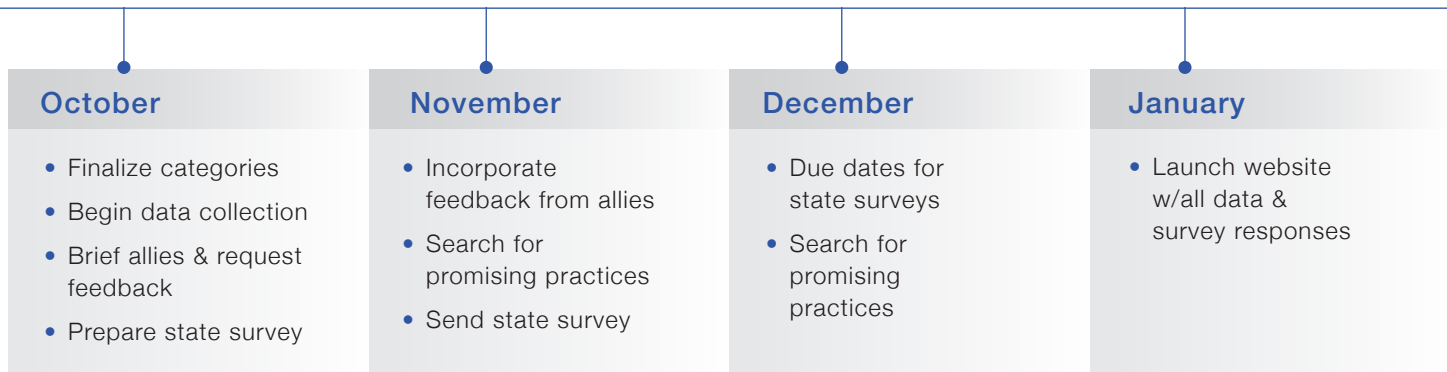 October
• Finalize categories
• Begin data collection
• Brief allies & request
feedback
• Prepare state survey
November
• Incorporate
feedback from allies
• Search for
promising practices
• Send state survey
December
• Due dates for
state surveys
• Search for
promising
practices
January
• Launch website
w/all data &
survey responses